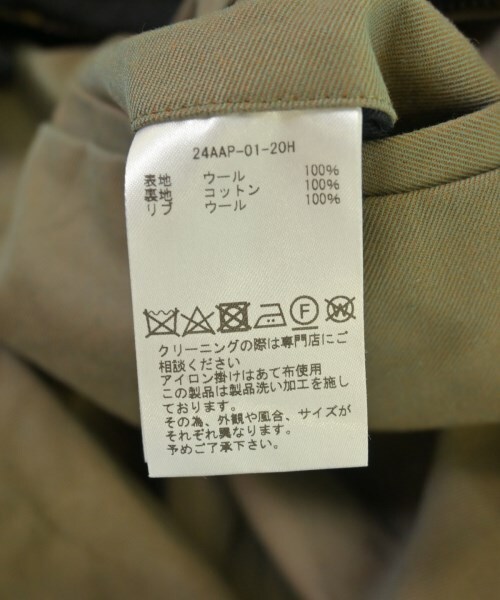 24AAP-01-20H
表地 ウール 100%
裏地 コットン 100%
リブ ウール 100%
クリーニングの際は専門店にご
相談ください
アイロン掛けはあて布使用
この製品は製品洗い加工を施し
ております。
その為、外観や風合、サイズが
それぞれ異なります。
予めご了承下さい。